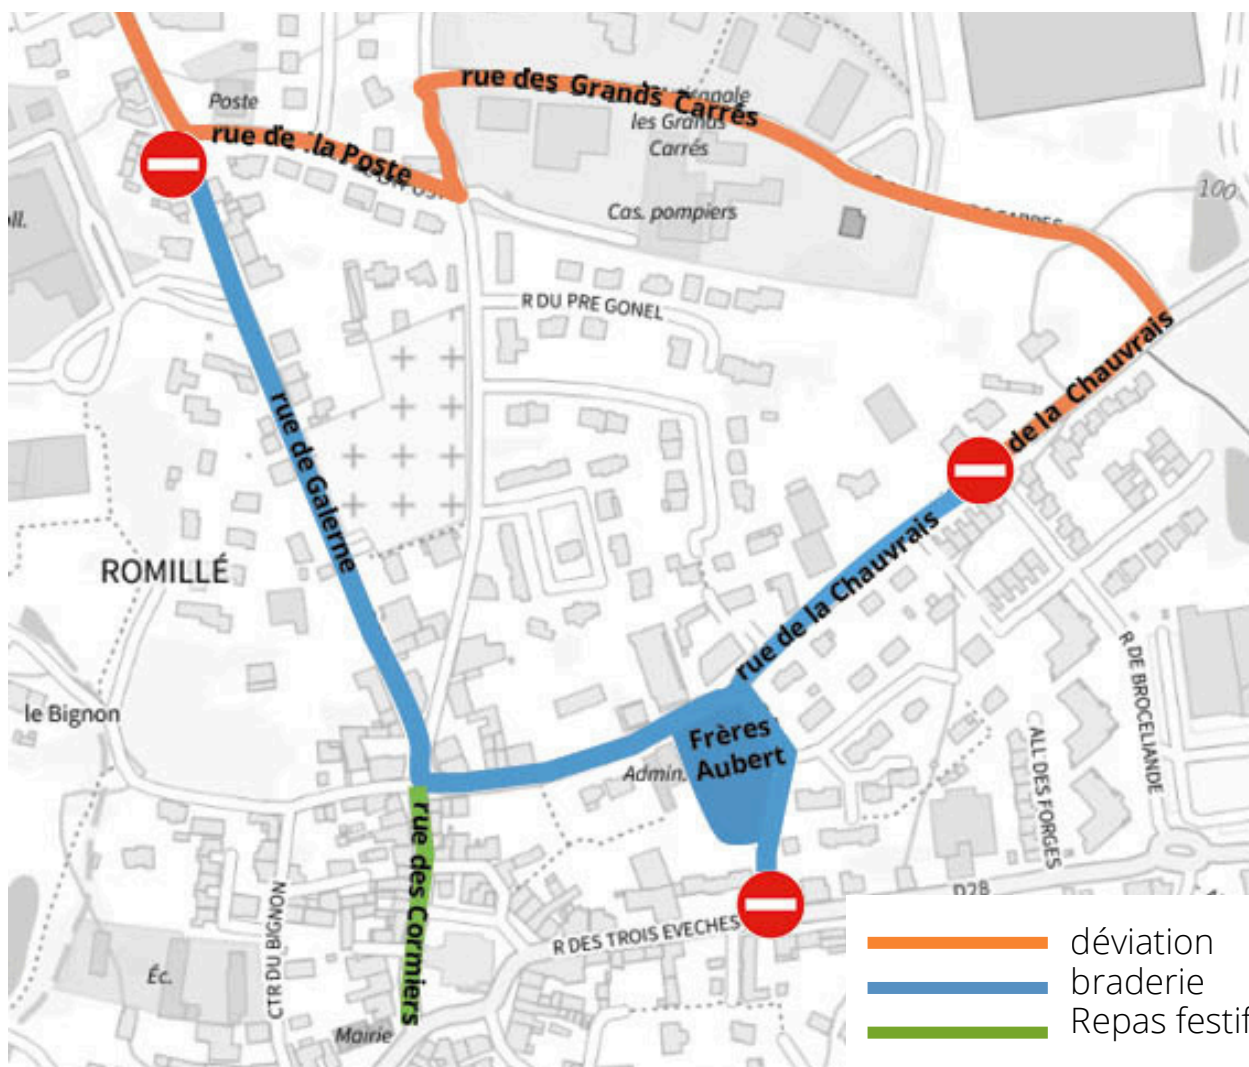 rue des Grands Carrés
Poste
les Grands
Carrés
rue de .la Poste
100
Cas. pompiers
R DU PRE GONEL
de la Chauvrais
rue de Galerne
rue de la Chauvrais
ROMILLÉ
R DE BROCELIANDE
le Bignon
Frères
Aubert
Admin.
ALL DES FORGES
rue des Cormiers
CTR DU BIGNON
D28
R DES TROIS EVECHES
Éc.
Mairie
déviation
braderie
Repas festif